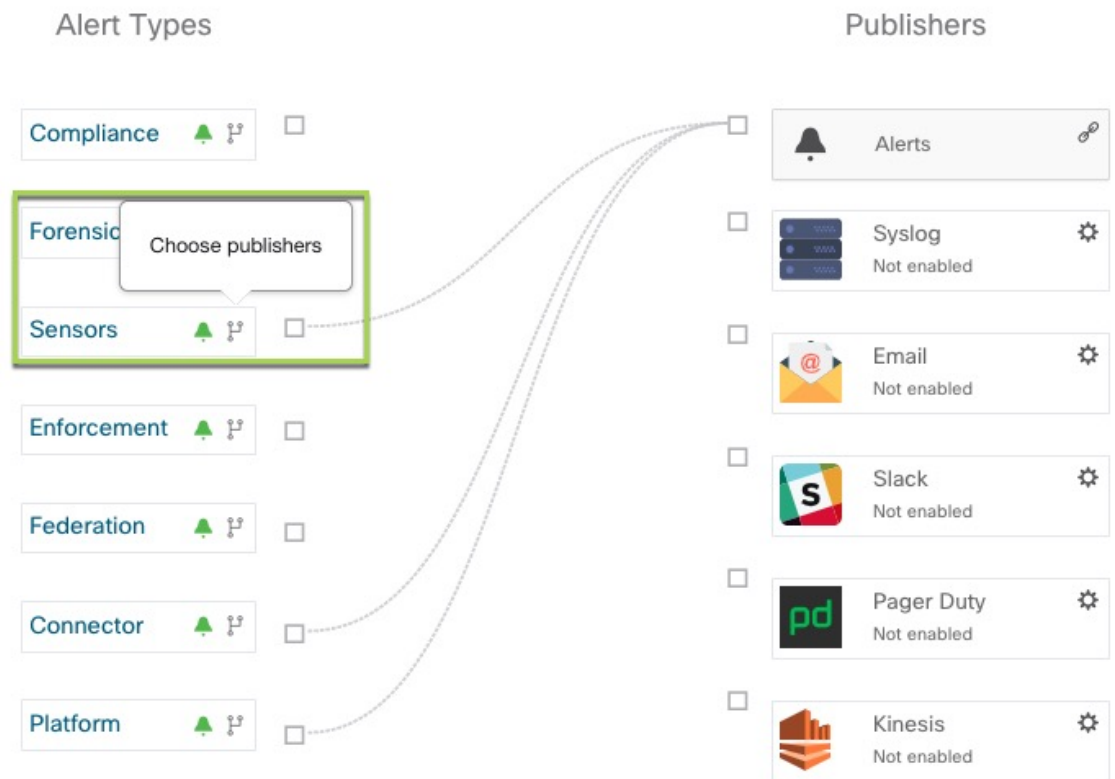 Alert Types
Publishers
Compliance
Forensic
Choose publishers
Sensors
Enforcement
Federation
Connector
Platform
Alerts
Syslog
Not enabled
@
Email
Not enabled
S
Slack
Not enabled
pd
Pager Duty
Not enabled
Kinesis
Not enabled